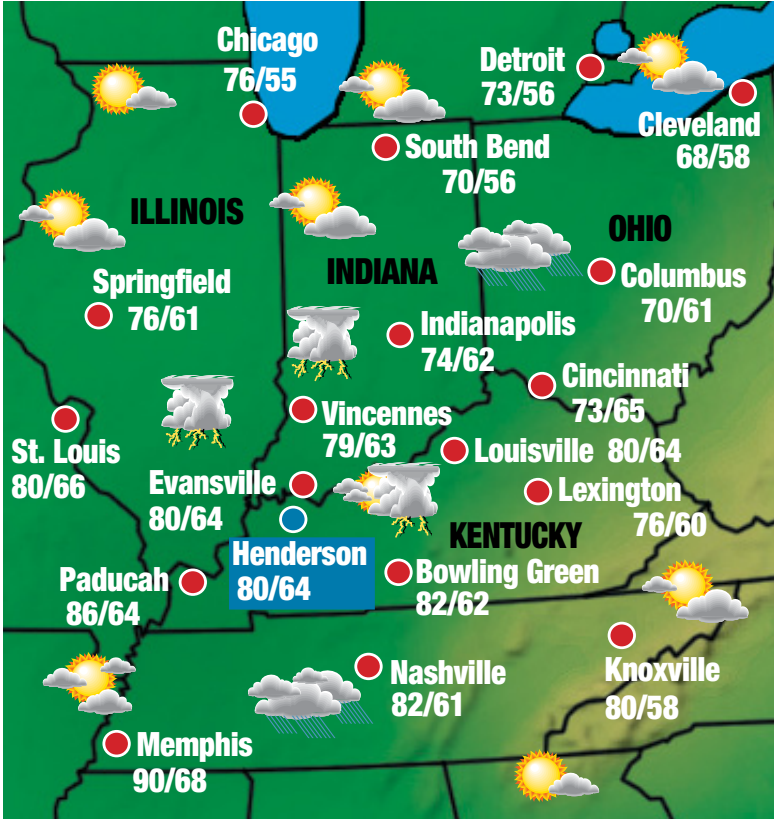 Chicago
76/55
Detroit
73/56
Cleveland
68/58
South Bend
70/56
ILLINOIS
OHIO
INDIANA
Springfield
76/61
Columbus
70/61
Indianapolis
74/62
Cincinnati
73/65
Vincennes
79/63
St. Louis
80/66
Louisville 80/64
Evansville
80/64
Lexington
76/60
KENTUCKY
Henderson
80/64
Paducah
86/64
Bowling Green
82/62
Nashville
82/61
Knoxville
80/58
Memphis
90/68